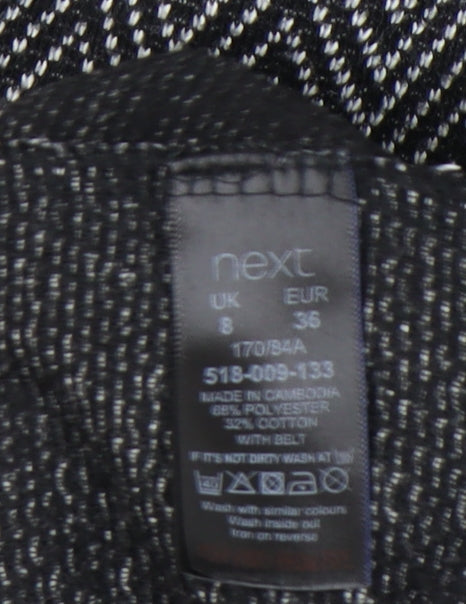 next
UK EUR
8 36
170/84A
518-009-133
MADE IN CAMBODIA
68% POLYESTER
32% COTTON
WITH BELT
IF IT'S NOT DIRTY WASH AT 30
40
Wash with similar colours
Wash inside out
Iron on reverse